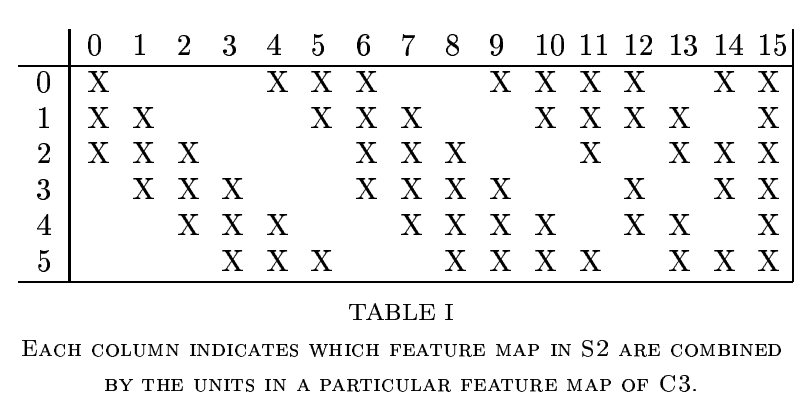 0 1 2 3 4 5 6 7 8 9 10 11 12 13 14 15
0 X X X X X X X X X X
1 X X X X X X X X X X
2 X X X X X X X X X X
3 X X X X X X X X X X
4 X X X X X X X X X X
5 X X X X X X X X X X
TABLE I
Each column indicates which feature map in S2 are combined
by the units in a particular feature map of C3.